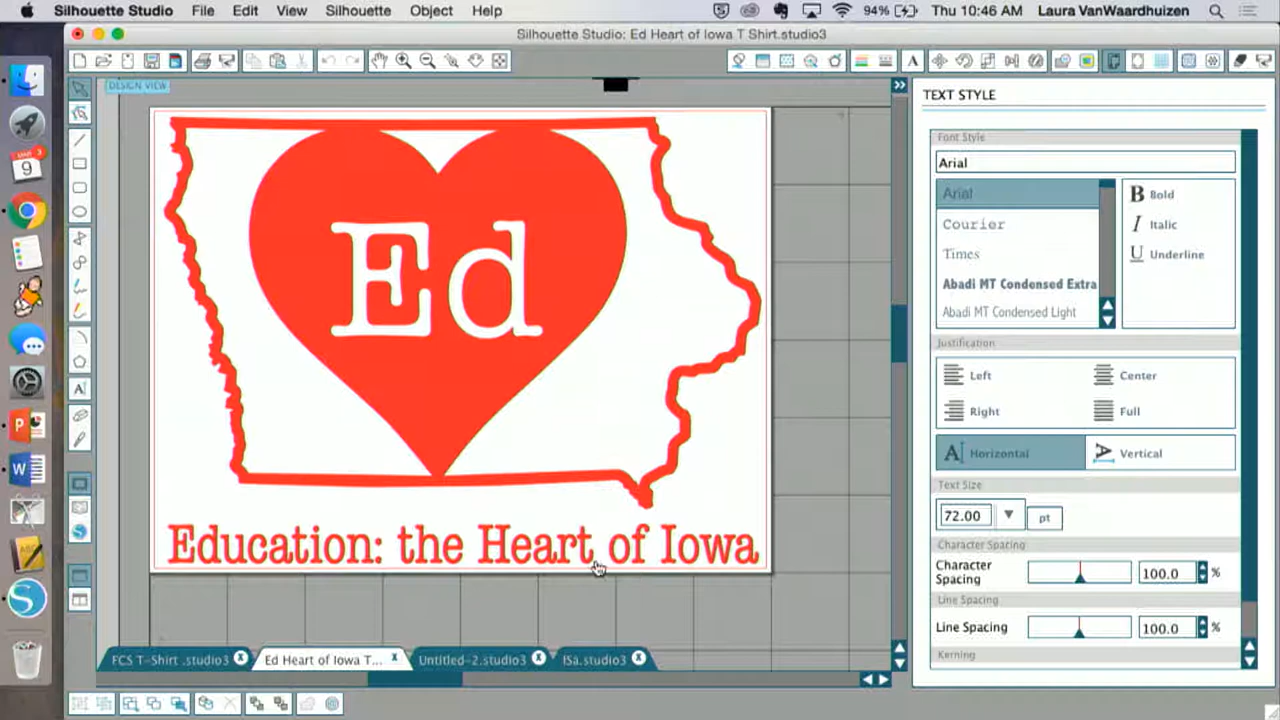 Silhouette Studio File Edit View Silhouette Object Window Help 94% Thu 10:46 AM Laura VanWaardhuizen
Silhouette Studio: Ed Heart of Iowa T Shirt.studio3
DESIGN VIEW
Ed
Education: the Heart of Iowa
FCS T-Shirt .studio3 Ed Heart of Iowa T... Untitled-2.studio3 ISa.studio3
TEXT STYLE
Font Style
Arial
Arial
Courier
Times
Abadi MT Condensed Extra
Abadi MT Condensed Light
B Bold
I Italic
U Underline
Justification
Left Center
Right Full
Horizontal Vertical
Text Size
72.00 pt
Character Spacing
Character Spacing 100.0 %
Line Spacing
Line Spacing 100.0 %
Kerning
9